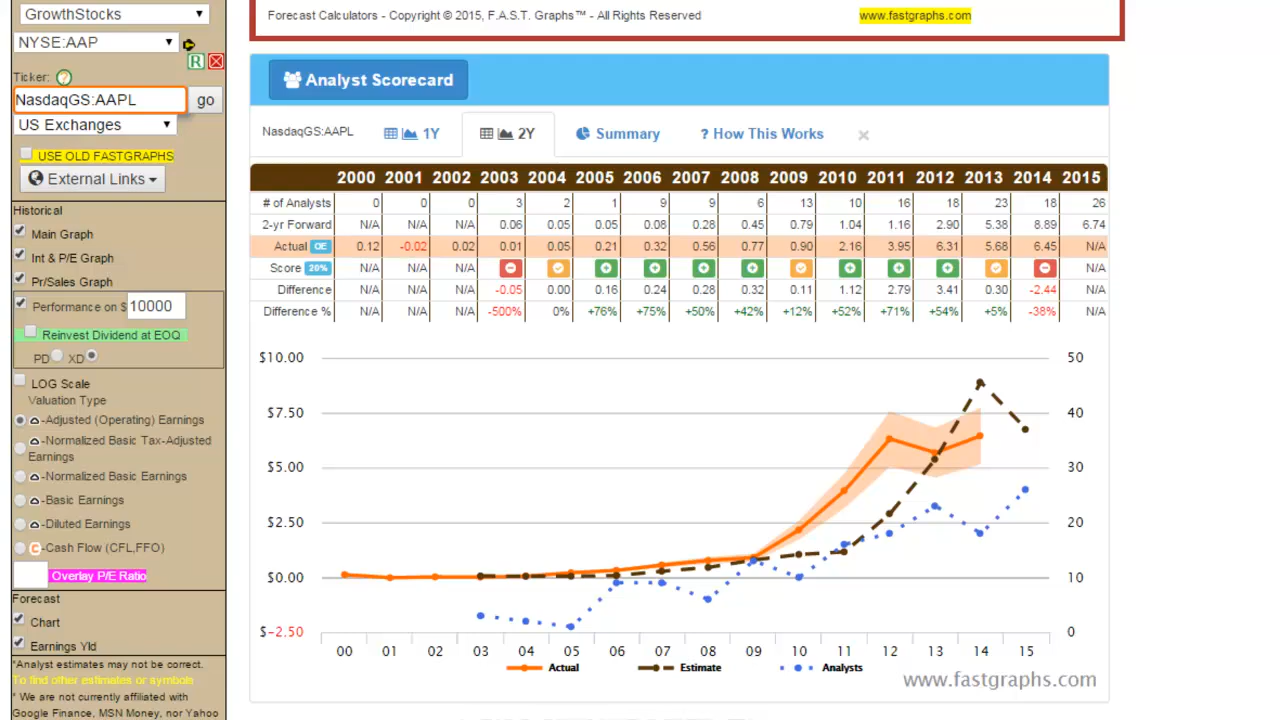 GrowthStocks
NYSE:AAP
R
Ticker: ?
NasdaqGS:AAPL go
US Exchanges
USE OLD FASTGRAPHS
External Links
Historical
Main Graph
Int & P/E Graph
Pr/Sales Graph
Performance on $ 10000
Reinvest Dividend at EOQ
PD XD
LOG Scale
Valuation Type
-Adjusted (Operating) Earnings
-Normalized Basic Tax-Adjusted
Earnings
-Normalized Basic Earnings
-Basic Earnings
-Diluted Earnings
C -Cash Flow (CFL,FFO)
Overlay P/E Ratio
Forecast
Chart
Earnings Yld
*Analyst estimates may not be correct.
To find other estimates or symbols
* We are not currently affiliated with
Google Finance, MSN Money, nor Yahoo
Forecast Calculators - Copyright © 2015, F.A.S.T. Graphs™ - All Rights Reserved www.fastgraphs.com
Analyst Scorecard
NasdaqGS:AAPL 1Y 2Y Summary ? How This Works ×
2000 2001 2002 2003 2004 2005 2006 2007 2008 2009 2010 2011 2012 2013 2014 2015
# of Analysts 0 0 0 3 2 1 9 9 6 13 10 16 18 23 18 26
2-yr Forward N/A N/A N/A 0.06 0.05 0.05 0.08 0.28 0.45 0.79 1.04 1.16 2.90 5.38 8.89 6.74
Actual OE 0.12 -0.02 0.02 0.01 0.05 0.21 0.32 0.56 0.77 0.90 2.16 3.95 6.31 5.68 6.45 N/A
Score 20% N/A N/A N/A N/A
Difference N/A N/A N/A -0.05 0.00 0.16 0.24 0.28 0.32 0.11 1.12 2.79 3.41 0.30 -2.44 N/A
Difference % N/A N/A N/A -500% 0% +76% +75% +50% +42% +12% +52% +71% +54% +5% -38% N/A
$10.00 50
$7.50 40
$5.00 30
$2.50 20
$0.00 10
$-2.50 0
00 01 02 03 04 05 06 07 08 09 10 11 12 13 14 15
Actual Estimate Analysts
www.fastgraphs.com